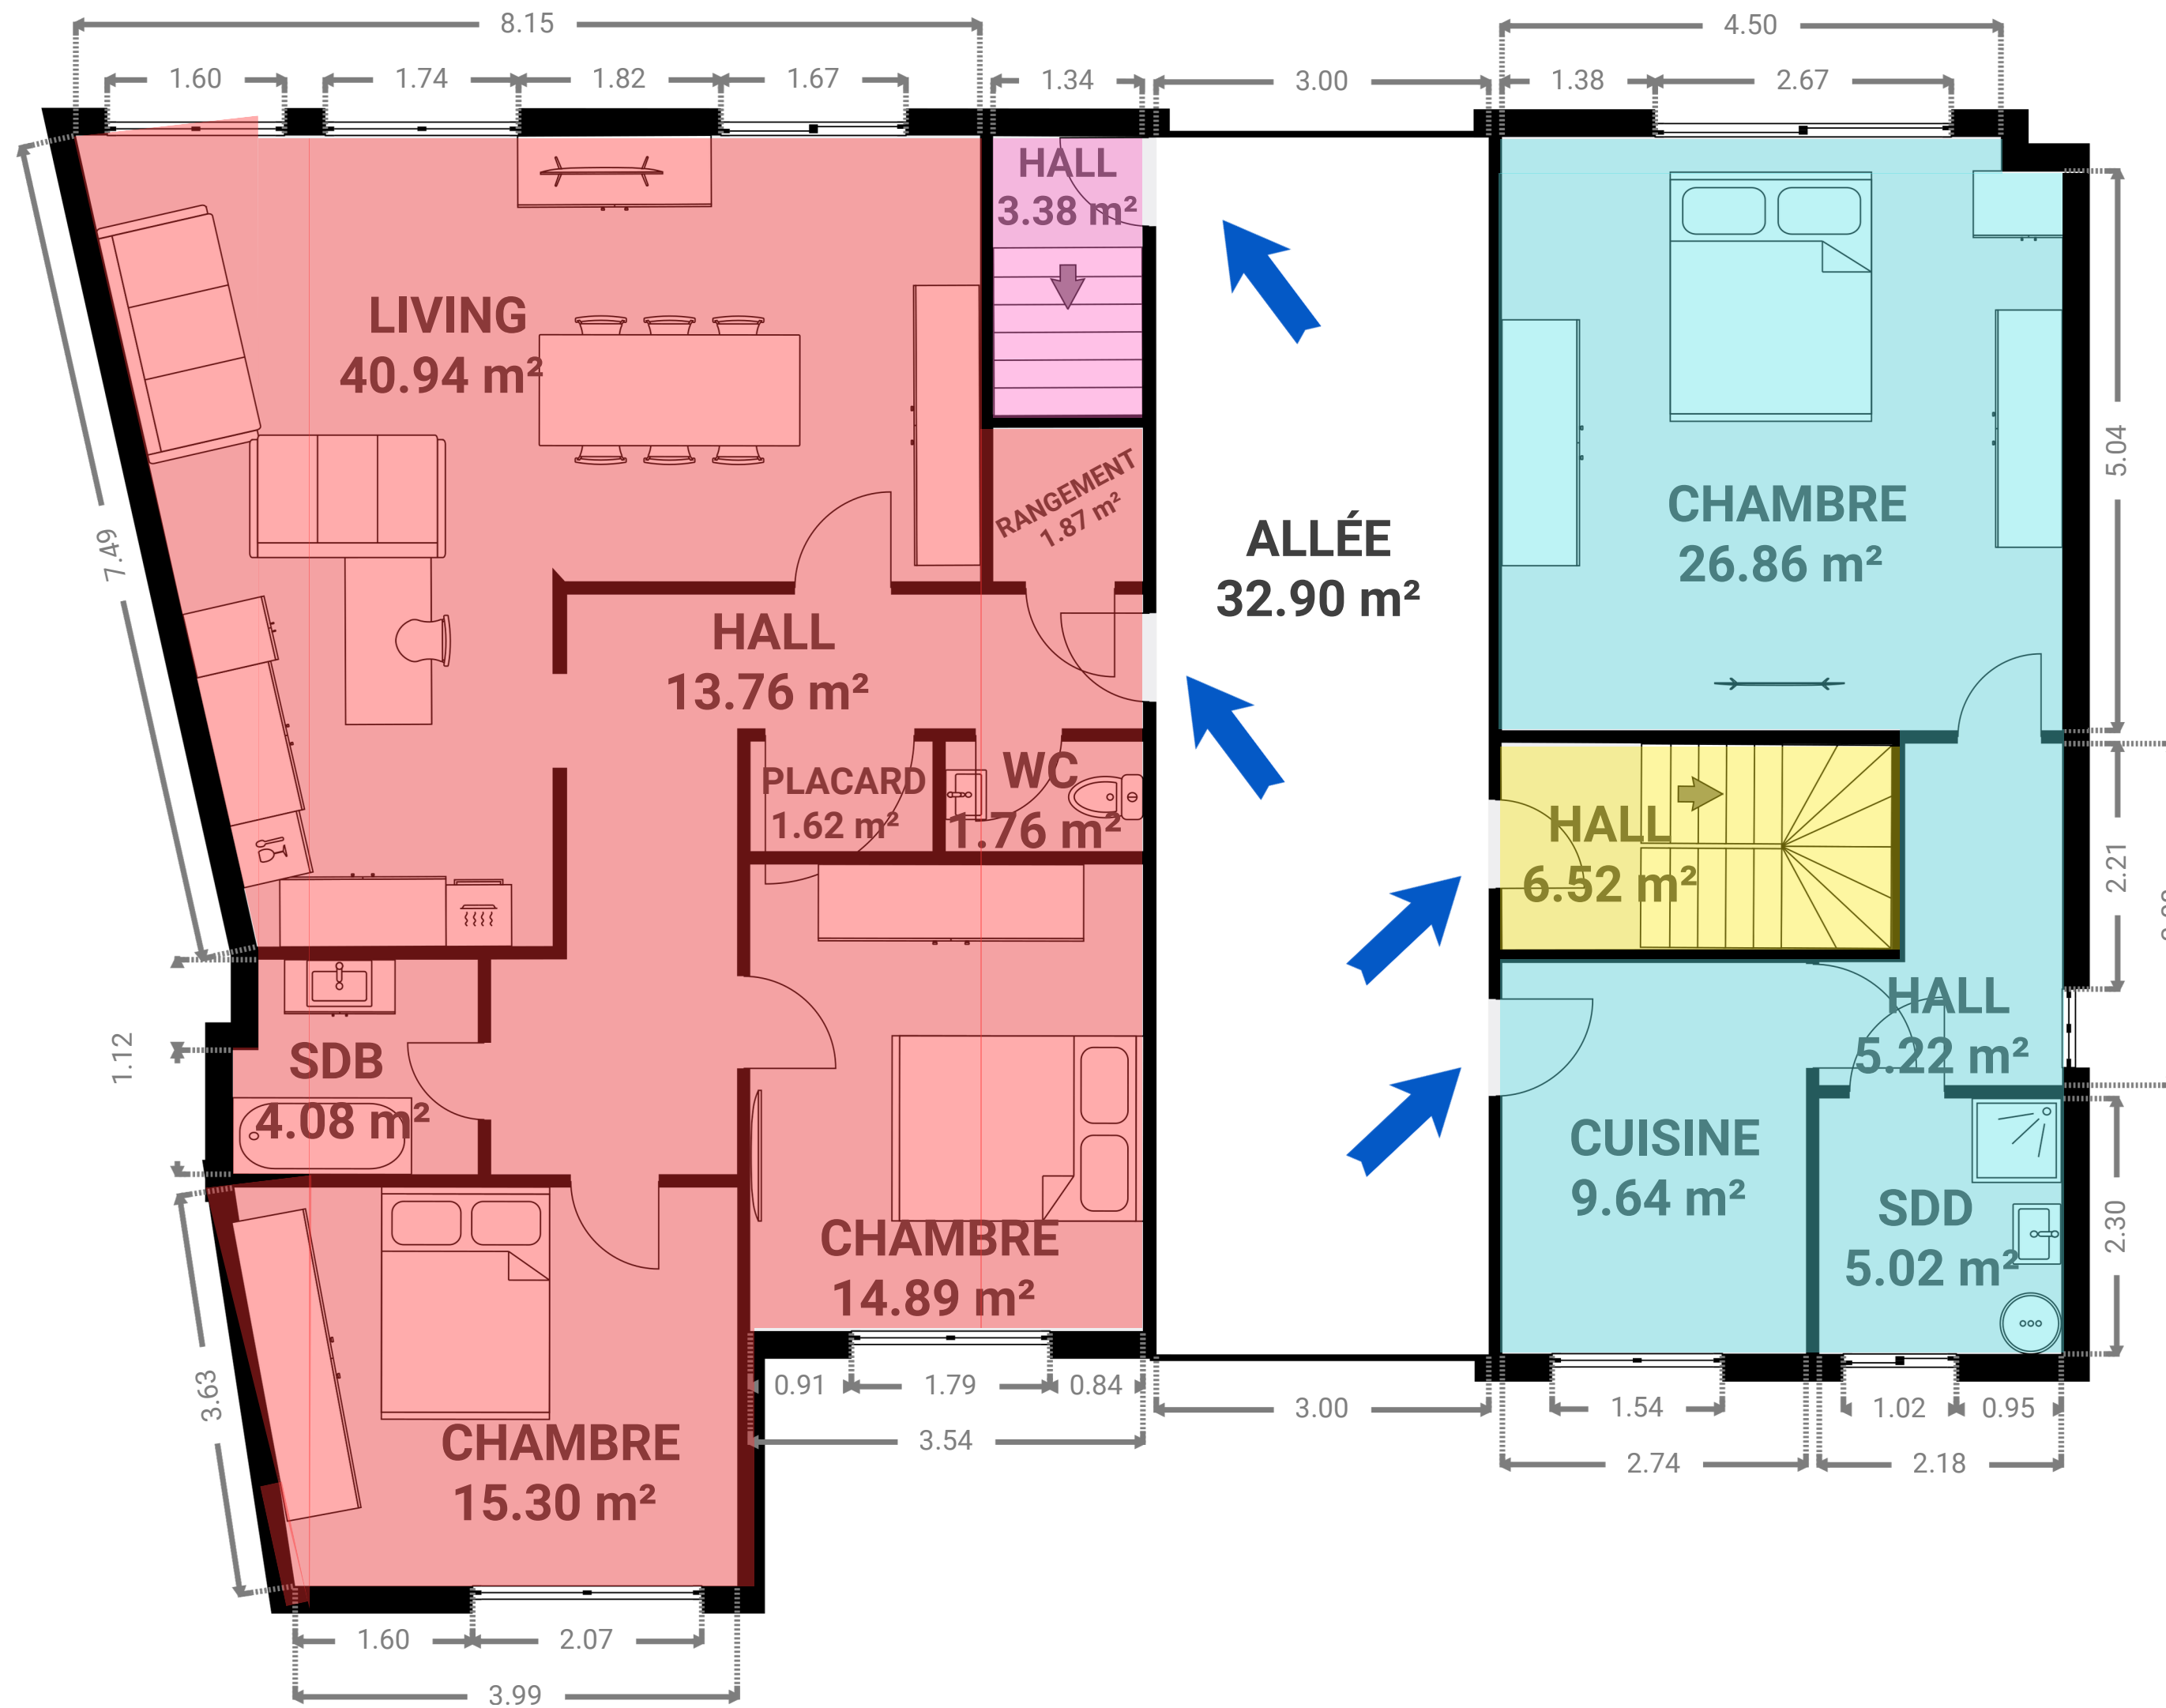 8.15
4.50
1.60
1.74
1.82
1.67
1.34
3.00
1.38
2.67
HALL
3.38 m²
LIVING
40.94 m²
RANGEMENT
1.87 m²
ALLÉE
32.90 m²
CHAMBRE
26.86 m²
5.04
7.49
HALL
13.76 m²
PLACARD
1.62 m²
WC
1.76 m²
HALL
6.52 m²
2.21
HALL
5.22 m²
1.12
SDB
4.08 m²
CUISINE
9.64 m²
SDD
5.02 m²
2.30
CHAMBRE
14.89 m²
3.63
0.91
1.79
0.84
3.00
1.54
1.02
0.95
3.54
2.74
2.18
CHAMBRE
15.30 m²
1.60
2.07
3.99